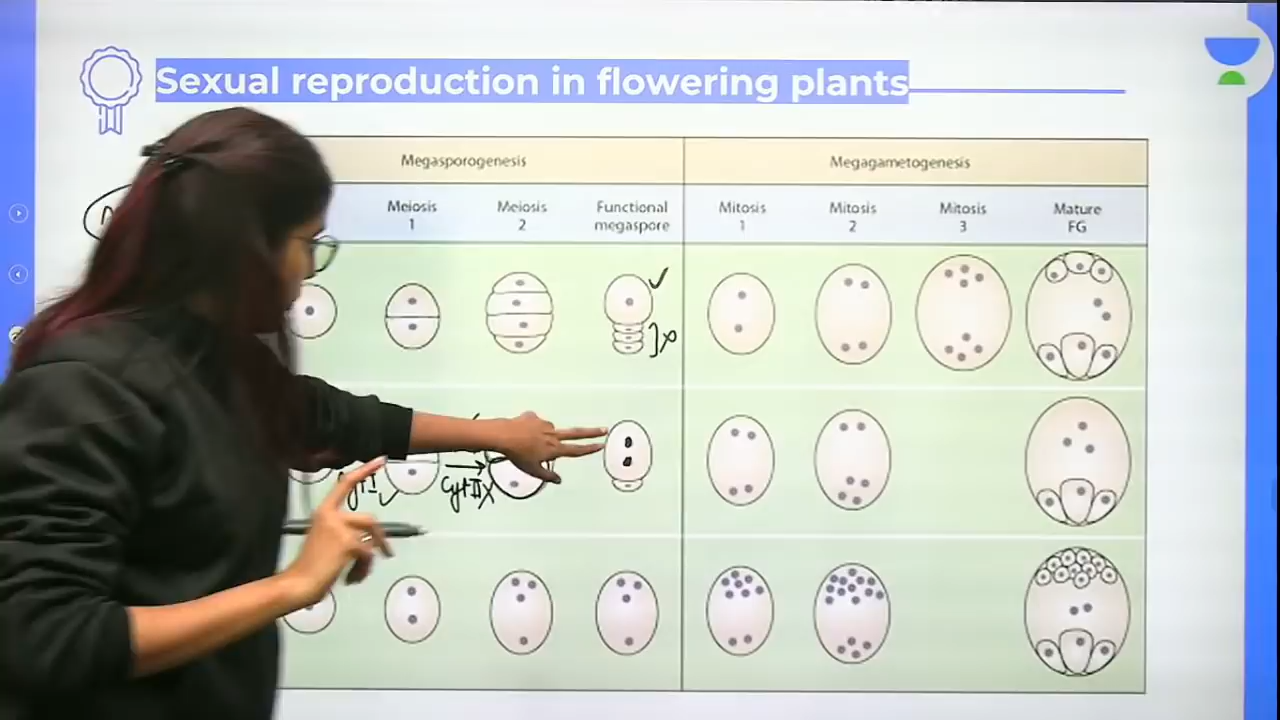 Sexual reproduction in flowering plants
Megasporogenesis
Megagametogenesis
Meiosis
1
Meiosis
2
Functional
megaspore
Mitosis
1
Mitosis
2
Mitosis
3
Mature
FG
Cyt II